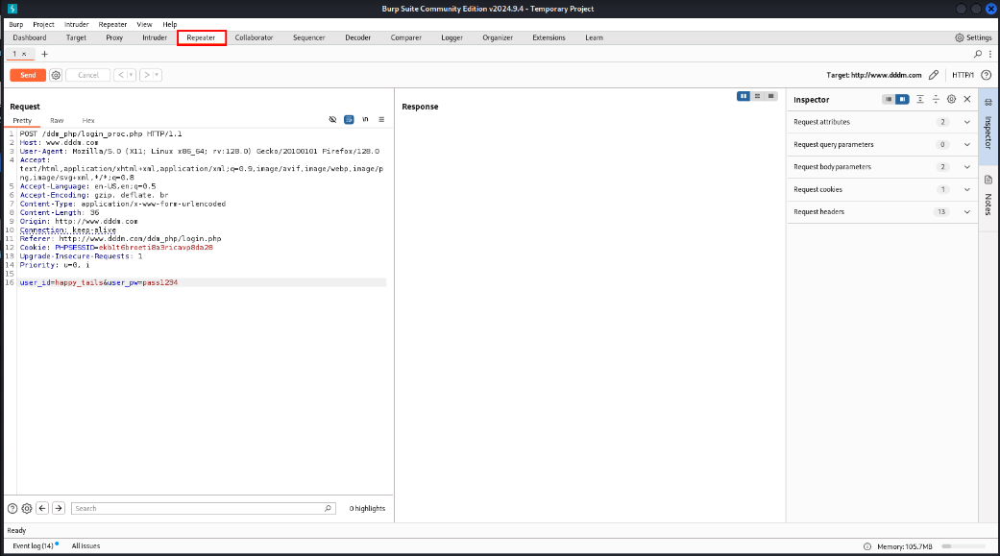 Burp Suite Community Edition v2024.9.4 - Temporary Project
Burp Project Intruder Repeater View Help
Dashboard Target Proxy Intruder Repeater Collaborator Sequencer Decoder Comparer Logger Organizer Extensions Learn Settings
1 × +
Send Cancel < > Target: http://www.dddm.com HTTP/1
Request
Pretty Raw Hex \n
1 POST /ddm_php/login_proc.php HTTP/1.1
2 Host: www.dddm.com
3 User-Agent: Mozilla/5.0 (X11; Linux x86_64; rv:128.0) Gecko/20100101 Firefox/128.0
4 Accept:
text/html,application/xhtml+xml,application/xml;q=0.9,image/avif,image/webp,image/p
ng,image/svg+xml,*/*;q=0.8
5 Accept-Language: en-US,en;q=0.5
6 Accept-Encoding: gzip, deflate, br
7 Content-Type: application/x-www-form-urlencoded
8 Content-Length: 36
9 Origin: http://www.dddm.com
10 Connection: keep-alive
11 Referer: http://www.dddm.com/ddm_php/login.php
12 Cookie: PHPSESSID=ekb1t6broeti8a3ricavp8da28
13 Upgrade-Insecure-Requests: 1
14 Priority: u=0, i
15
16 user_id=happy_tails&user_pw=pass1234
Search
0 highlights
Response
Inspector
Request attributes 2
Request query parameters 0
Request body parameters 2
Request cookies 1
Request headers 13
Inspector
Notes
Ready
Event log (14) All issues
Memory: 105.7MB